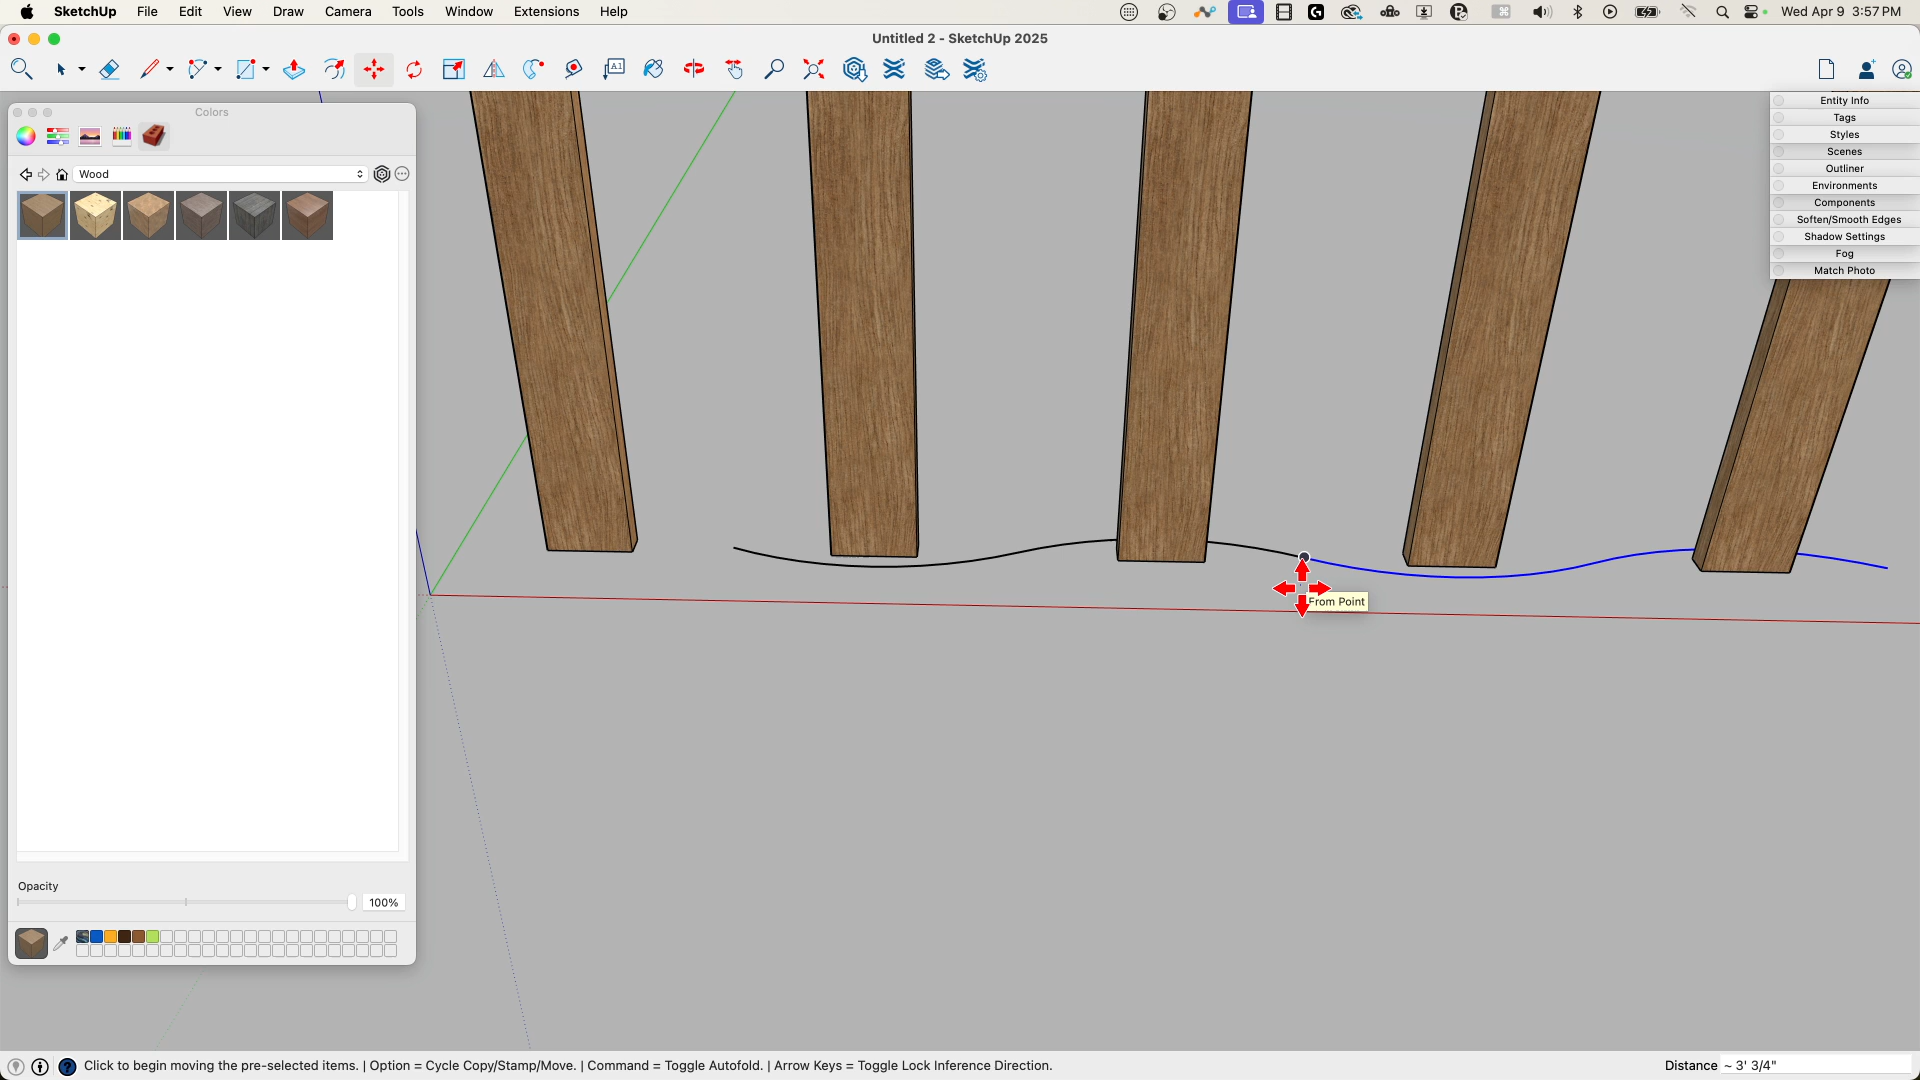 SketchUp File Edit View Draw Camera Tools Window Extensions Help Wed Apr 9 3:57 PM
Untitled 2 - SketchUp 2025
A1
Colors
Wood
Entity Info
Tags
Styles
Scenes
Outliner
Environments
Components
Soften/Smooth Edges
Shadow Settings
Fog
Match Photo
From Point
Opacity
100%
Click to begin moving the pre-selected items. | Option = Cycle Copy/Stamp/Move. | Command = Toggle Autofold. | Arrow Keys = Toggle Lock Inference Direction. Distance ~ 3' 3/4"